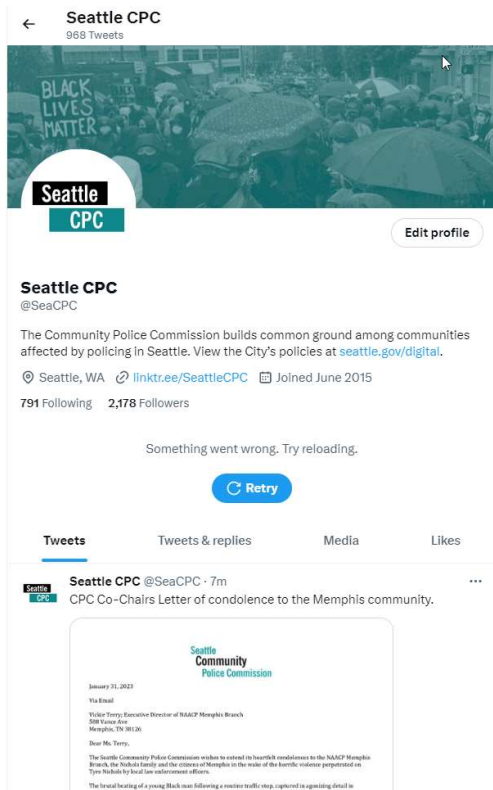 Seattle CPC
968 Tweets
BLACK
LIVES
MATTER
Seattle
CPC
Edit profile
Seattle CPC
@SeaCPC
The Community Police Commission builds common ground among communities
affected by policing in Seattle. View the City's policies at seattle.gov/digital.
Seattle, WA linktr.ee/SeattleCPC Joined June 2015
791 Following 2,178 Followers
Something went wrong. Try reloading.
Retry
Tweets Tweets & replies Media Likes
Seattle CPC @SeaCPC · 7m
Seattle
CPC
CPC Co-Chairs Letter of condolence to the Memphis community.
Seattle
Community
Police Commission
January 31, 2023
Via Email
Vickie Terry; Executive Director of NAACP Memphis Branch
588 Vance Ave
Memphis, TN 38126
Dear Ms. Terry,
The Seattle Community Police Commission wishes to extend its heartfelt condolences to the NAACP Memphis
Branch, the Nichols family and the citizens of Memphis in the wake of the horrific violence perpetrated on
Tyre Nichols by local law enforcement officers.
The brutal beating of a young Black man following a routine traffic stop, captured in agonizing detail in